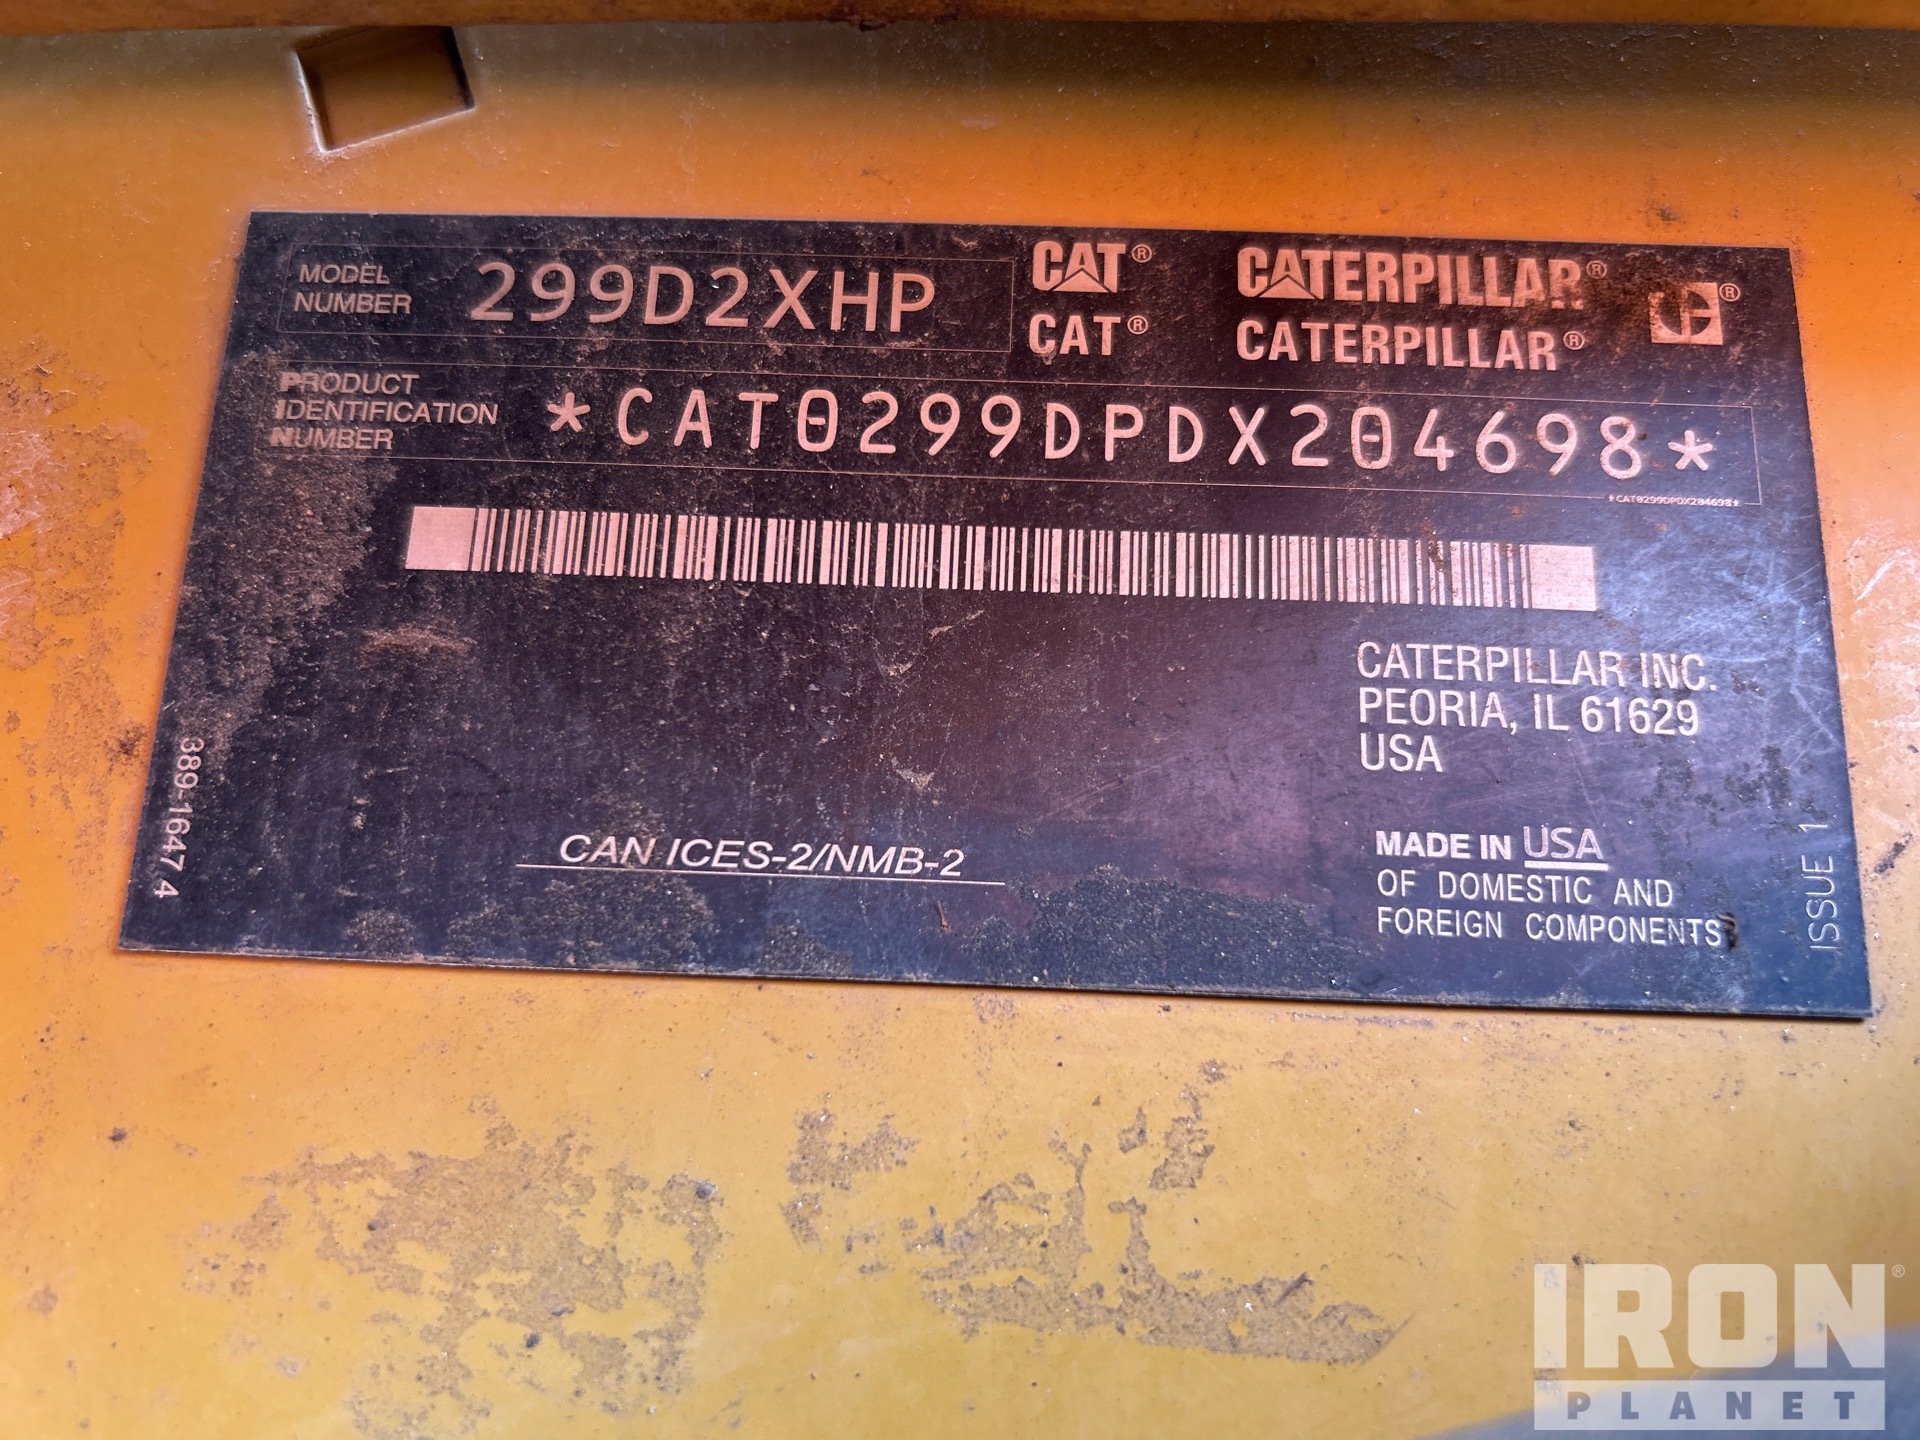 MODEL NUMBER 299D2XHP
CAT® CATERPILLAR® ®
CAT® CATERPILLAR®
PRODUCT IDENTIFICATION NUMBER *CAT0299DPDX204698*
*CAT0299DPDX204698*
CATERPILLAR INC.
PEORIA, IL 61629
USA
CAN ICES-2/NMB-2
MADE IN USA
OF DOMESTIC AND
FOREIGN COMPONENTS
389-1647 4
ISSUE 1
IRON®
PLANET